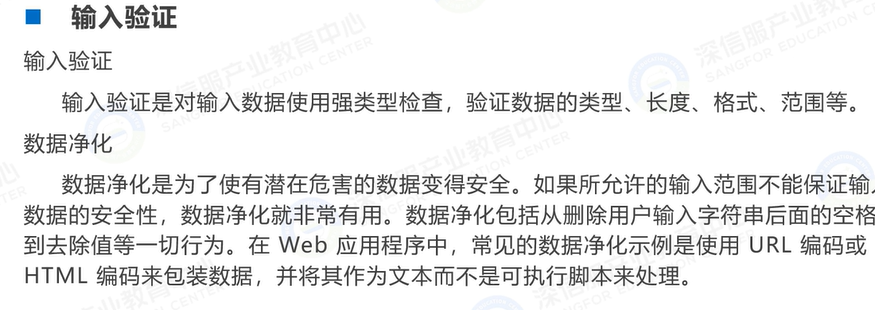 输入验证
输入验证
输入验证是对输入数据使用强类型检查，验证数据的类型、长度、格式、范围等。
数据净化
数据净化是为了使有潜在危害的数据变得安全。如果所允许的输入范围不能保证输入
数据的安全性，数据净化就非常有用。数据净化包括从删除用户输入字符串后面的空格
到去除值等一切行为。在 Web 应用程序中，常见的数据净化示例是使用 URL 编码或
HTML 编码来包装数据，并将其作为文本而不是可执行脚本来处理。
深信服产业教育中心
SANGFOR EDUCATION CENTER